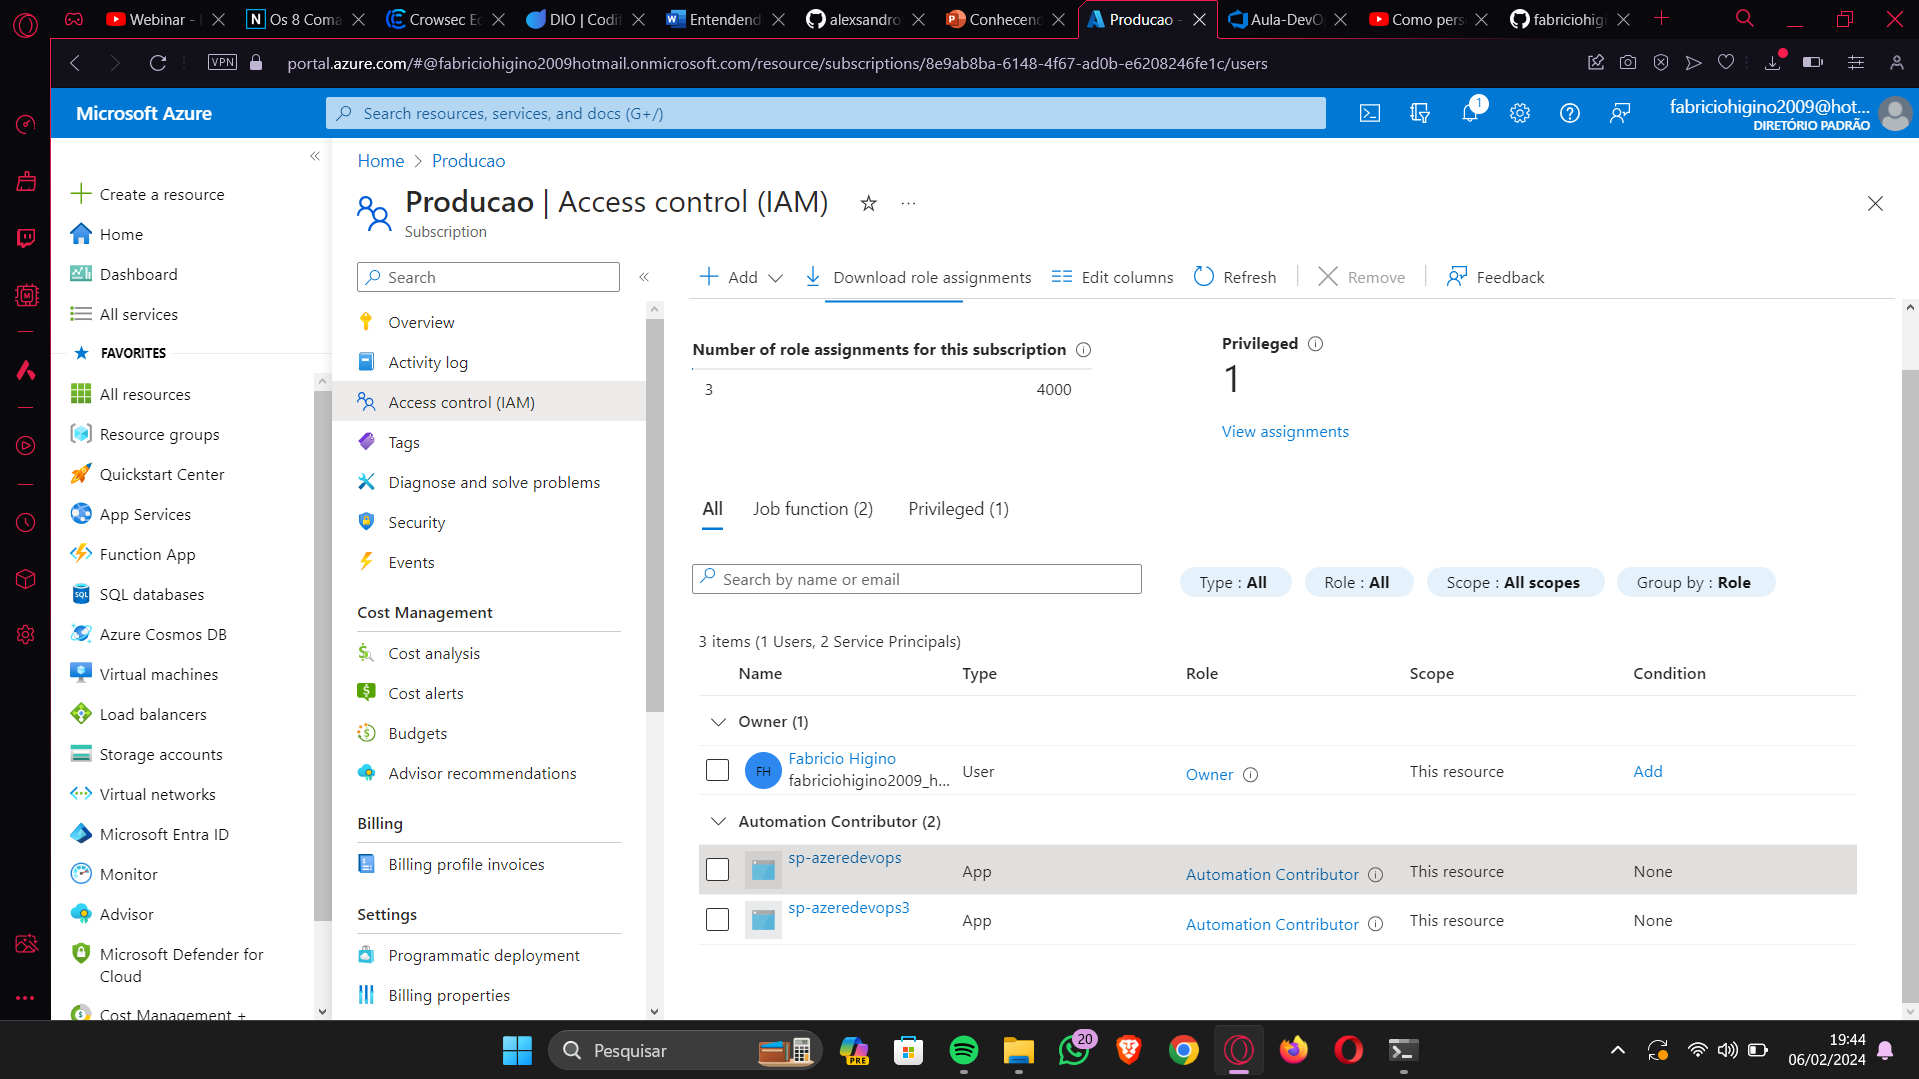 Webinar - I
Os 8 Coma
Crowsec Ec
DIO | Codif
Entendend
alexsandrol
Conhecenc
Producao -
Aula-DevO
Como pers
fabriciohigi
VPN
portal.azure.com/#@fabriciohigino2009hotmail.onmicrosoft.com/resource/subscriptions/8e9ab8ba-6148-4f67-ad0b-e6208246fe1c/users
Microsoft Azure
Search resources, services, and docs (G+/)
1
fabriciohigino2009@hot...
DIRETÓRIO PADRÃO
Create a resource
Home
Dashboard
All services
FAVORITES
All resources
Resource groups
Quickstart Center
App Services
Function App
SQL databases
Azure Cosmos DB
Virtual machines
Load balancers
Storage accounts
Virtual networks
Microsoft Entra ID
Monitor
Advisor
Microsoft Defender for
Cloud
Cost Management +
Home > Producao
Producao | Access control (IAM)
Subscription
Search
Overview
Activity log
Access control (IAM)
Tags
Diagnose and solve problems
Security
Events
Cost Management
Cost analysis
Cost alerts
Budgets
Advisor recommendations
Billing
Billing profile invoices
Settings
Programmatic deployment
Billing properties
Add
Download role assignments
Edit columns
Refresh
Remove
Feedback
Number of role assignments for this subscription
3
4000
Privileged
1
View assignments
All
Job function (2)
Privileged (1)
Search by name or email
Type : All
Role : All
Scope : All scopes
Group by : Role
3 items (1 Users, 2 Service Principals)
Name Type Role Scope Condition
Owner (1)
FH
Fabricio Higino
fabriciohigino2009_h...
User
Owner
This resource
Add
Automation Contributor (2)
sp-azeredevops
App
Automation Contributor
This resource
None
sp-azeredevops3
App
Automation Contributor
This resource
None
Pesquisar
PRE
20
19:44
06/02/2024